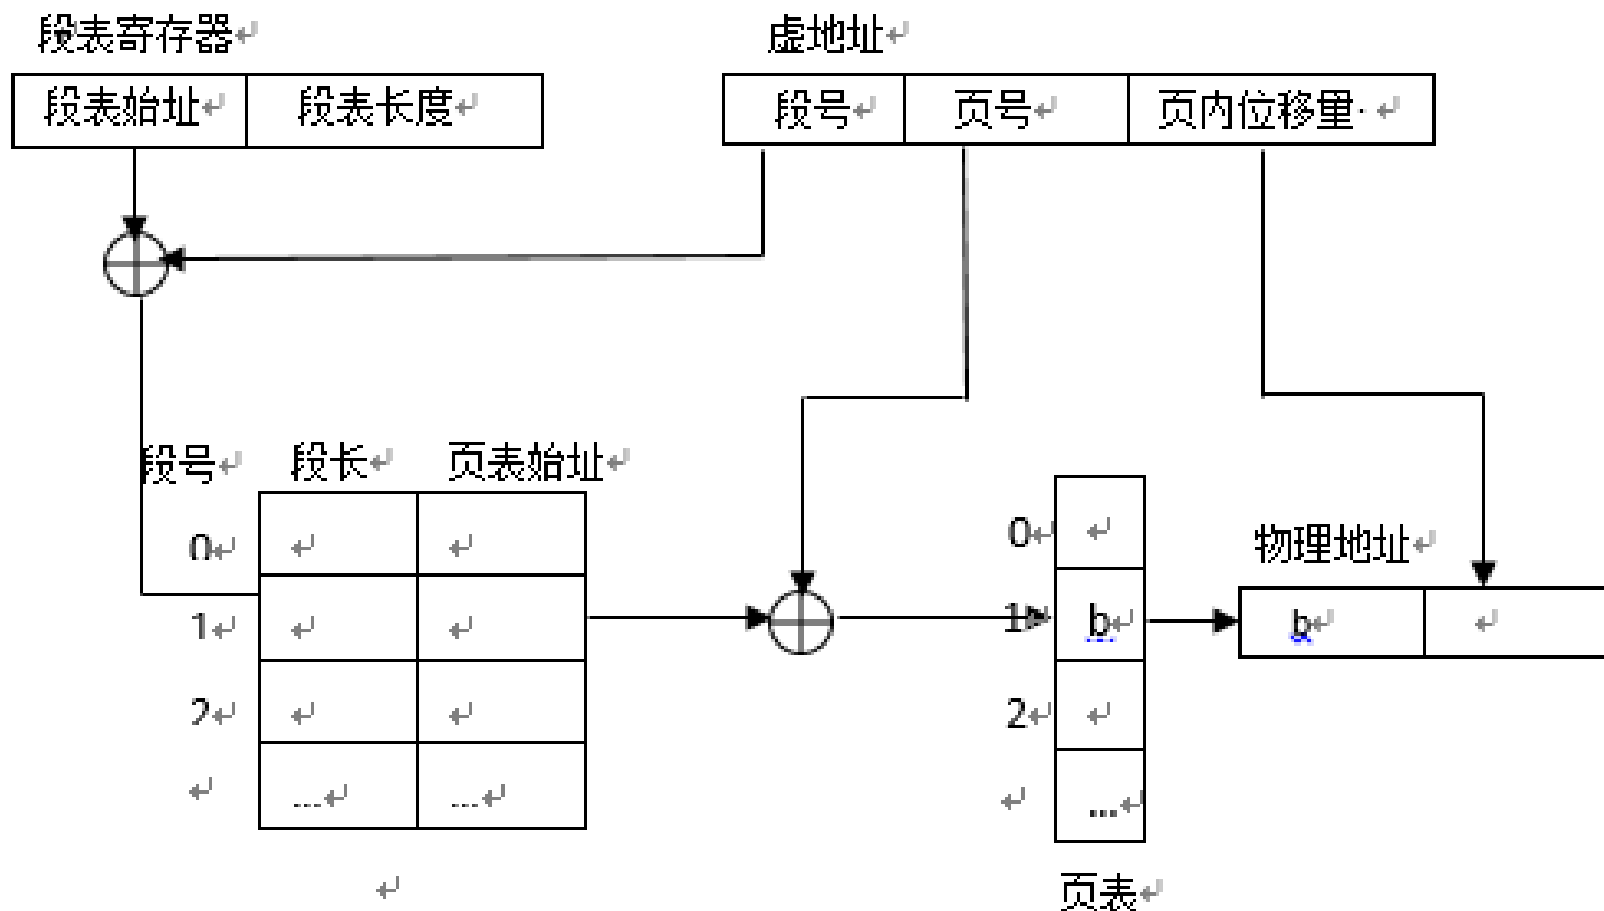 段表寄存器 虚地址
段表始址 段表长度 段号 页号 页内位移量
段号 段长 页表始址
0 0
物理地址
1 1 b b
2 2
... ... ...
页表